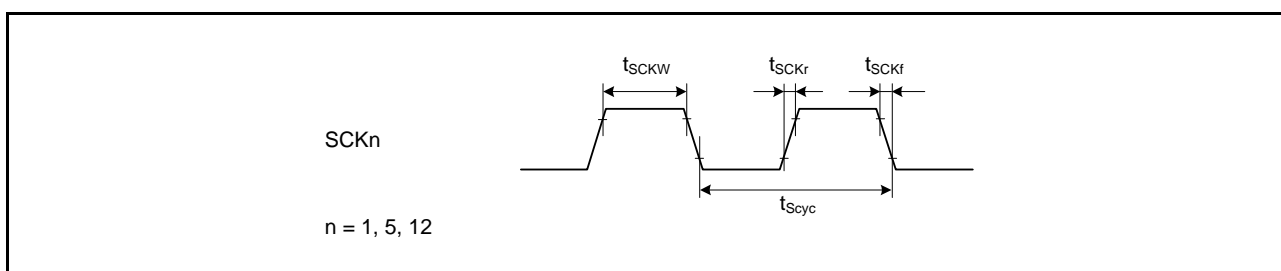 tSCKW
tSCKr
tSCKf
SCKn
tScyc
n = 1, 5, 12